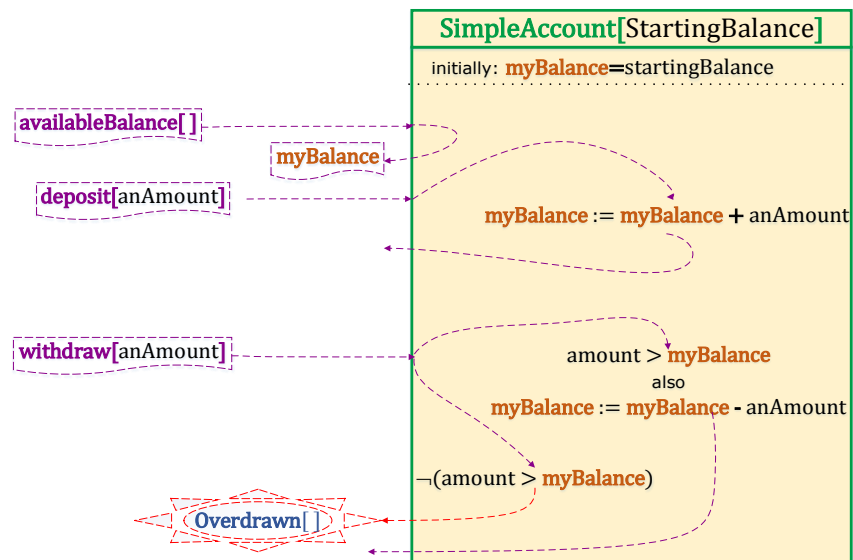 SimpleAccount[StartingBalance]
initially: myBalance=startingBalance
availableBalance[ ]
myBalance
deposit[anAmount]
myBalance := myBalance + anAmount
withdraw[anAmount]
amount > myBalance
also
myBalance := myBalance - anAmount
¬(amount > myBalance)
Overdrawn[ ]